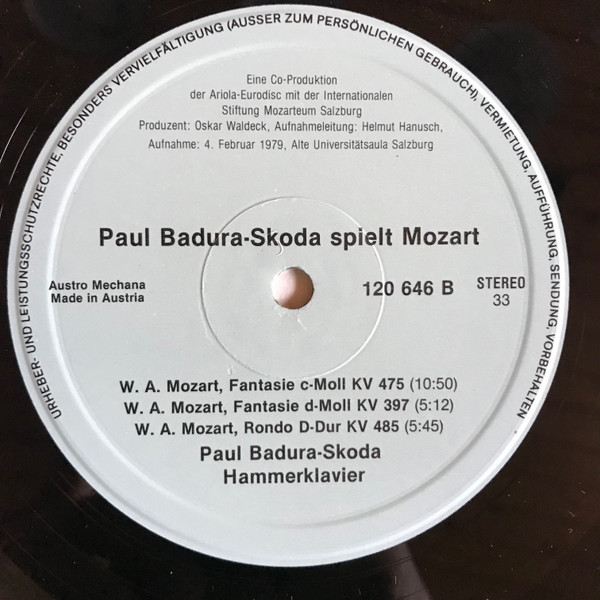 URHEBER- UND LEISTUNGSSCHUTZRECHTE, BESONDERS VERVIELFÄLTIGUNG (AUSSER ZUM PERSÖNLICHEN GEBRAUCH), VERMIETUNG, AUFFÜHRUNG, SENDUNG, VORBEHALTEN
Eine Co-Produktion
der Ariola-Eurodisc mit der Internationalen
Stiftung Mozarteum Salzburg
Produzent: Oskar Waldeck, Aufnahmeleitung: Helmut Hanusch,
Aufnahme: 4. Februar 1979, Alte Universitätsaula Salzburg
Paul Badura-Skoda spielt Mozart
Austro Mechana
Made in Austria
120 646 B
STEREO
33
W. A. Mozart, Fantasie c-Moll KV 475 (10:50)
W. A. Mozart, Fantasie d-Moll KV 397 (5:12)
W. A. Mozart, Rondo D-Dur KV 485 (5:45)
Paul Badura-Skoda
Hammerklavier